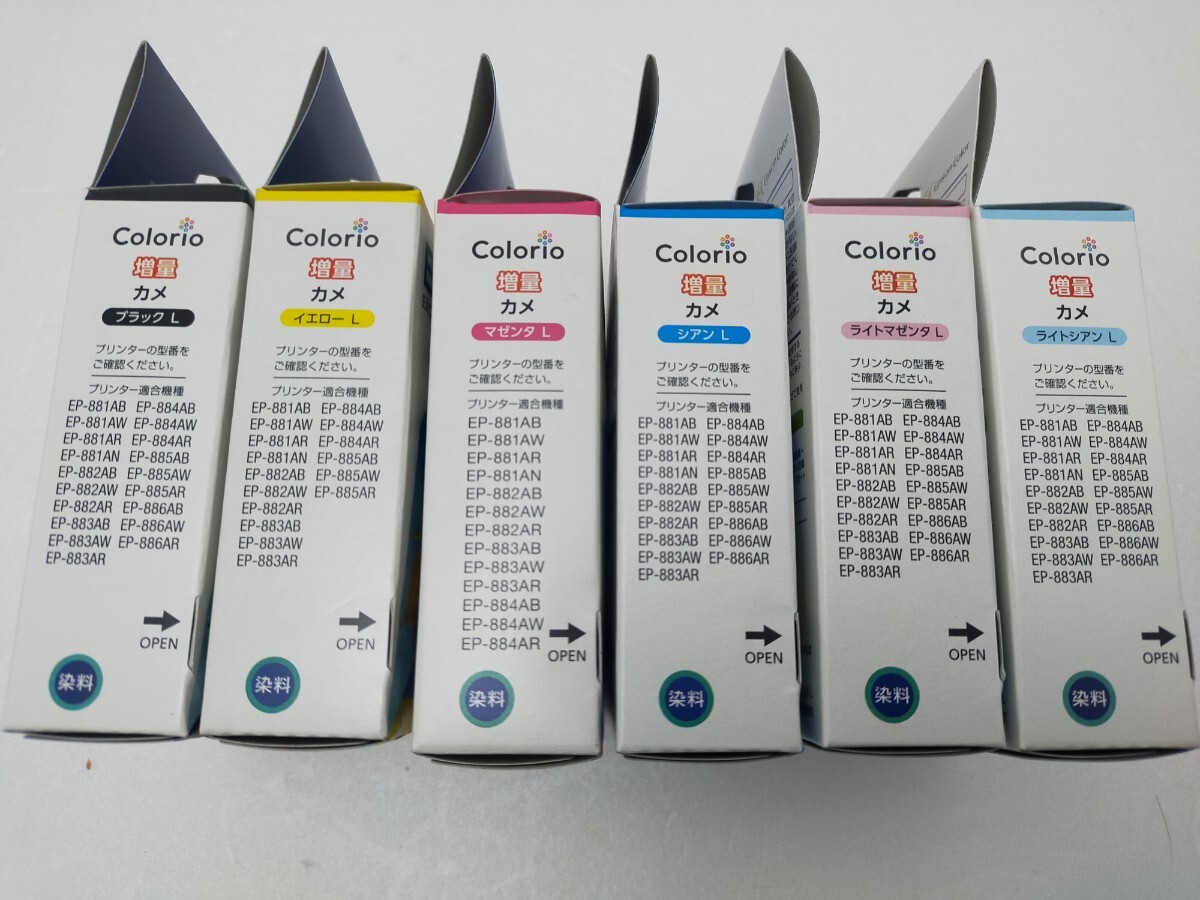 Colorio
増量
カメ
ブラック L
プリンターの型番を
ご確認ください。
プリンター適合機種
EP-881AB EP-884AB
EP-881AW EP-884AW
EP-881AR EP-884AR
EP-881AN EP-885AB
EP-882AB EP-885AW
EP-882AW EP-885AR
EP-882AR EP-886AB
EP-883AB EP-886AW
EP-883AW EP-886AR
EP-883AR
OPEN
染料
Colorio
増量
カメ
イエロー L
プリンターの型番を
ご確認ください。
プリンター適合機種
EP-881AB EP-884AB
EP-881AW EP-884AW
EP-881AR EP-884AR
EP-881AN EP-885AB
EP-882AB EP-885AW
EP-882AW EP-885AR
EP-882AR
EP-883AB
EP-883AW
EP-883AR
OPEN
染料
Colorio
増量
カメ
マゼンタ L
プリンターの型番を
ご確認ください。
プリンター適合機種
EP-881AB
EP-881AW
EP-881AR
EP-881AN
EP-882AB
EP-882AW
EP-882AR
EP-883AB
EP-883AW
EP-883AR
EP-884AB
EP-884AW
EP-884AR
OPEN
染料
Colorio
増量
カメ
シアン L
プリンターの型番を
ご確認ください。
プリンター適合機種
EP-881AB EP-884AB
EP-881AW EP-884AW
EP-881AR EP-884AR
EP-881AN EP-885AB
EP-882AB EP-885AW
EP-882AW EP-885AR
EP-882AR EP-886AB
EP-883AB EP-886AW
EP-883AW EP-886AR
EP-883AR
OPEN
染料
Colorio
増量
カメ
ライトマゼンタ L
プリンターの型番を
ご確認ください。
プリンター適合機種
EP-881AB EP-884AB
EP-881AW EP-884AW
EP-881AR EP-884AR
EP-881AN EP-885AB
EP-882AB EP-885AW
EP-882AW EP-885AR
EP-882AR EP-886AB
EP-883AB EP-886AW
EP-883AW EP-886AR
EP-883AR
OPEN
染料
Colorio
増量
カメ
ライトシアン L
プリンターの型番を
ご確認ください。
プリンター適合機種
EP-881AB EP-884AB
EP-881AW EP-884AW
EP-881AR EP-884AR
EP-881AN EP-885AB
EP-882AB EP-885AW
EP-882AW EP-885AR
EP-882AR EP-886AB
EP-883AB EP-886AW
EP-883AW EP-886AR
EP-883AR
OPEN
染料